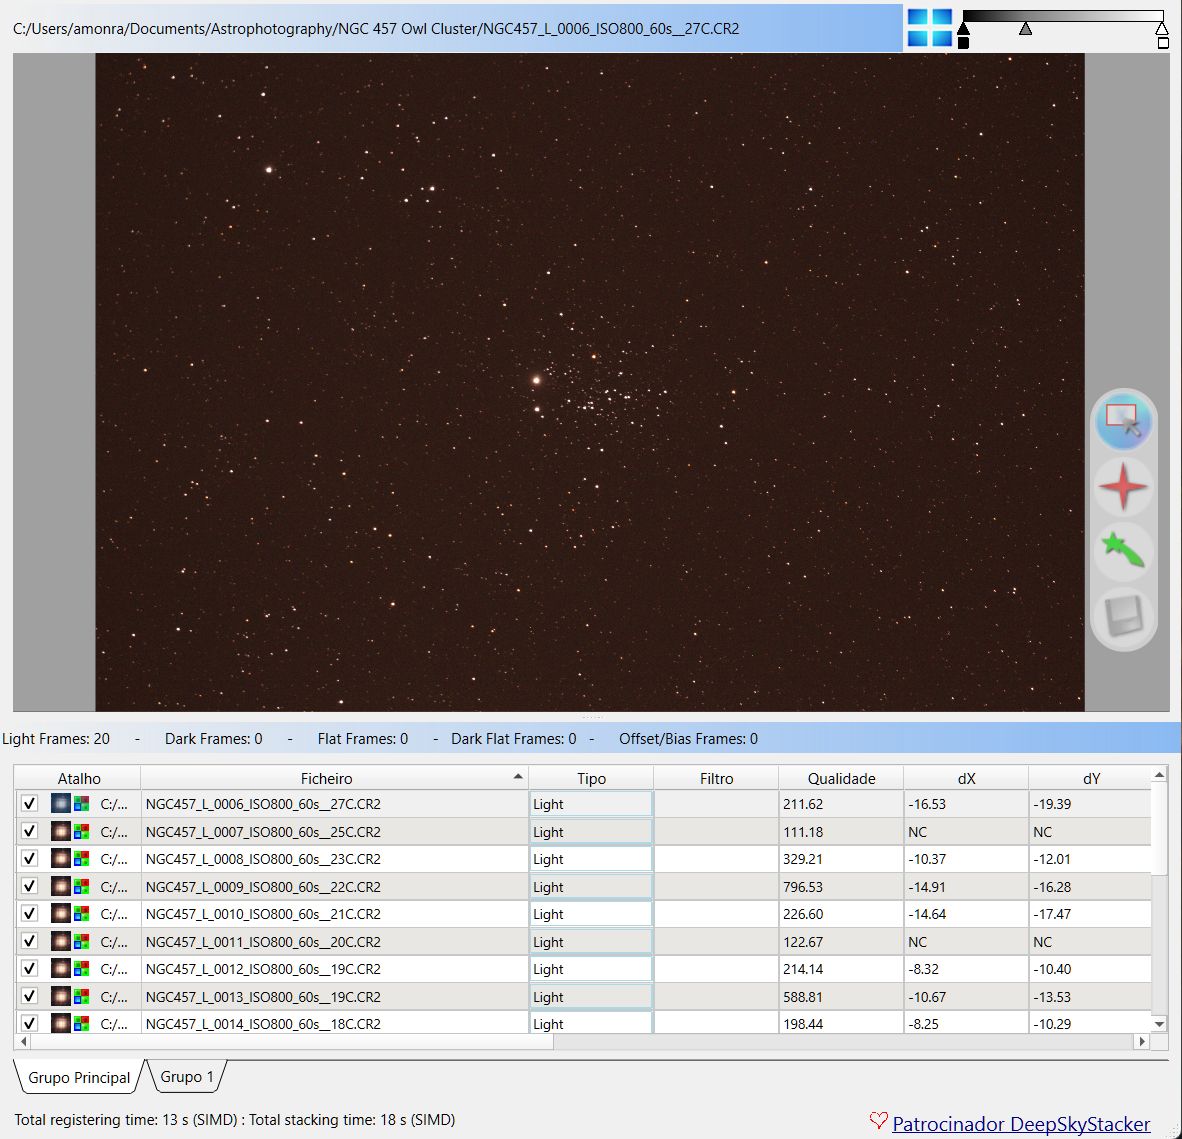 C:/Users/amonra/Documents/Astrophotography/NGC 457 Owl Cluster/NGC457_L_0006_ISO800_60s__27C.CR2
Light Frames: 20 - Dark Frames: 0 - Flat Frames: 0 - Dark Flat Frames: 0 - Offset/Bias Frames: 0
Atalho Ficheiro Tipo Filtro Qualidade dX dY
C:/... NGC457_L_0006_ISO800_60s__27C.CR2 Light 211.62 -16.53 -19.39
C:/... NGC457_L_0007_ISO800_60s__25C.CR2 Light 111.18 NC NC
C:/... NGC457_L_0008_ISO800_60s__23C.CR2 Light 329.21 -10.37 -12.01
C:/... NGC457_L_0009_ISO800_60s__22C.CR2 Light 796.53 -14.91 -16.28
C:/... NGC457_L_0010_ISO800_60s__21C.CR2 Light 226.60 -14.64 -17.47
C:/... NGC457_L_0011_ISO800_60s__20C.CR2 Light 122.67 NC NC
C:/... NGC457_L_0012_ISO800_60s__19C.CR2 Light 214.14 -8.32 -10.40
C:/... NGC457_L_0013_ISO800_60s__19C.CR2 Light 588.81 -10.67 -13.53
C:/... NGC457_L_0014_ISO800_60s__18C.CR2 Light 198.44 -8.25 -10.29
Grupo Principal Grupo 1
Total registering time: 13 s (SIMD) : Total stacking time: 18 s (SIMD)
Patrocinador DeepSkyStacker